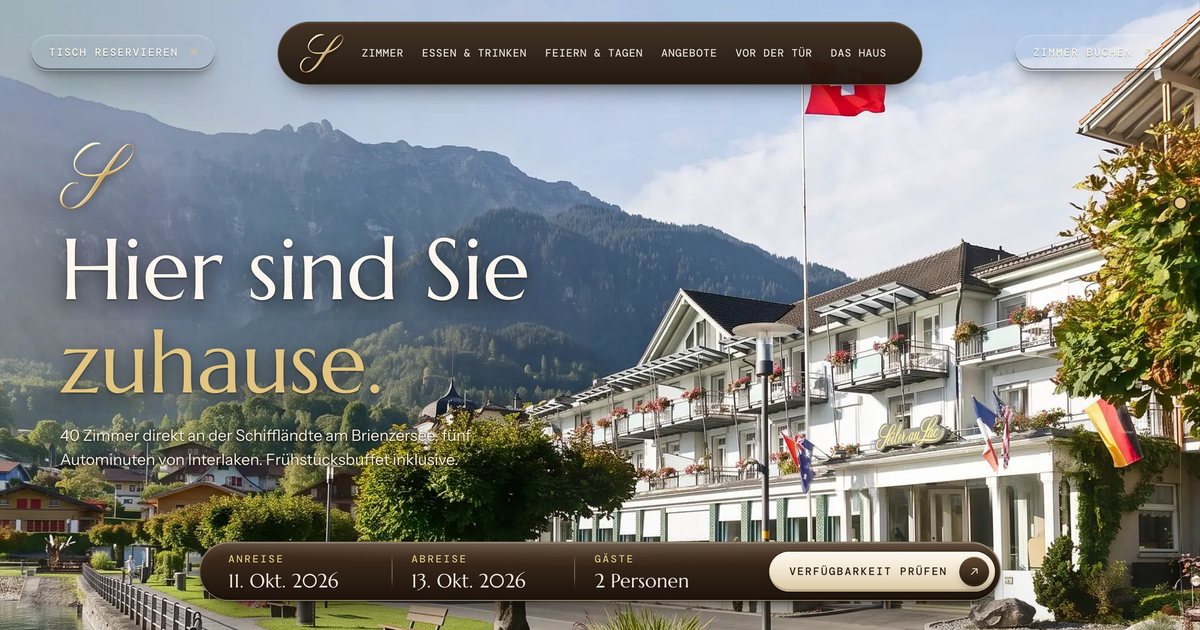 TISCH RESERVIEREN ↗
S ZIMMER ESSEN & TRINKEN FEIERN & TAGEN ANGEBOTE VOR DER TÜR DAS HAUS
ZIMMER BUCHEN ↗
S
Hier sind Sie
zuhause.
40 Zimmer direkt an der Schifflände am Brienzersee, fünf
Autominuten von Interlaken. Frühstücksbuffet inklusive.
ANREISE
11. Okt. 2026
ABREISE
13. Okt. 2026
GÄSTE
2 Personen
VERFÜGBARKEIT PRÜFEN ↗